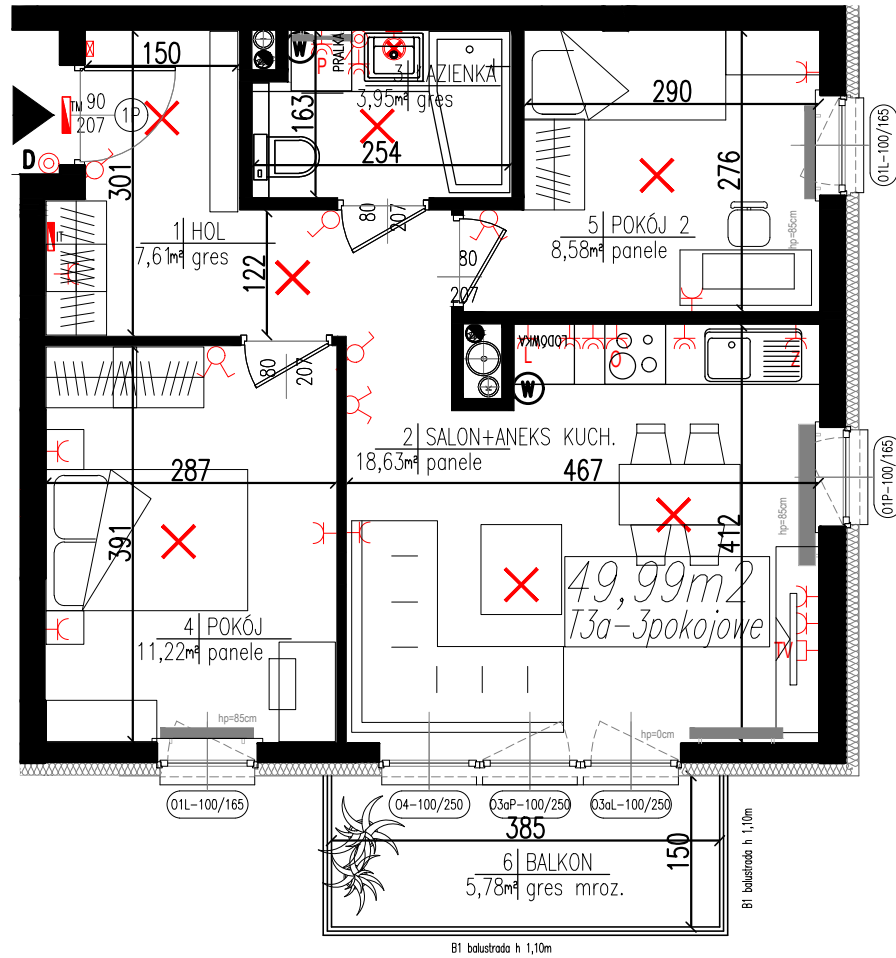 150
W
PRALKA
P
3 ŁAZIENKA
3,95m² gres
163
254
290
276
01L-100/165
TM 90
207
1P
D
301
IT
1 HOL
7,61m² gres
122
80
207
80
207
5 POKÓJ 2
8,58m² panele
hp=85cm
80
207
LODÓWKA
L
O
Z
W
2 SALON+ANEKS KUCH.
18,63m² panele
467
412
hp=85cm
01P-100/165
287
391
4 POKÓJ
11,22m² panele
49,99m2
T3a-3pokojowe
TV
hp=85cm
hp=0cm
01L-100/165
04-100/250
03aP-100/250
03aL-100/250
385
150
6 BALKON
5,78m² gres mroz.
B1 balustrada h 1,10m
B1 balustrada h 1,10m